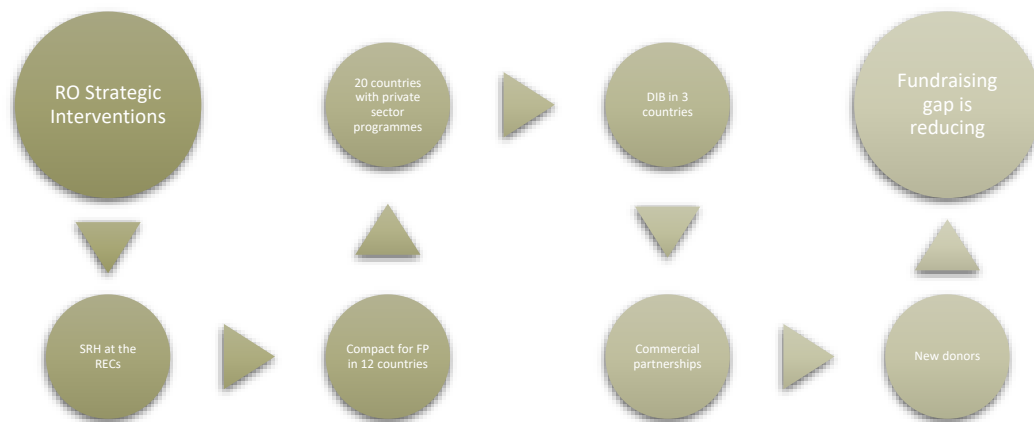 RO Strategic
Interventions
SRH at the
RECs
Compact for FP
in 12 countries
20 countries
with private
sector
programmes
DIB in 3
countries
Commercial
partnerships
New donors
Fundraising
gap is
reducing